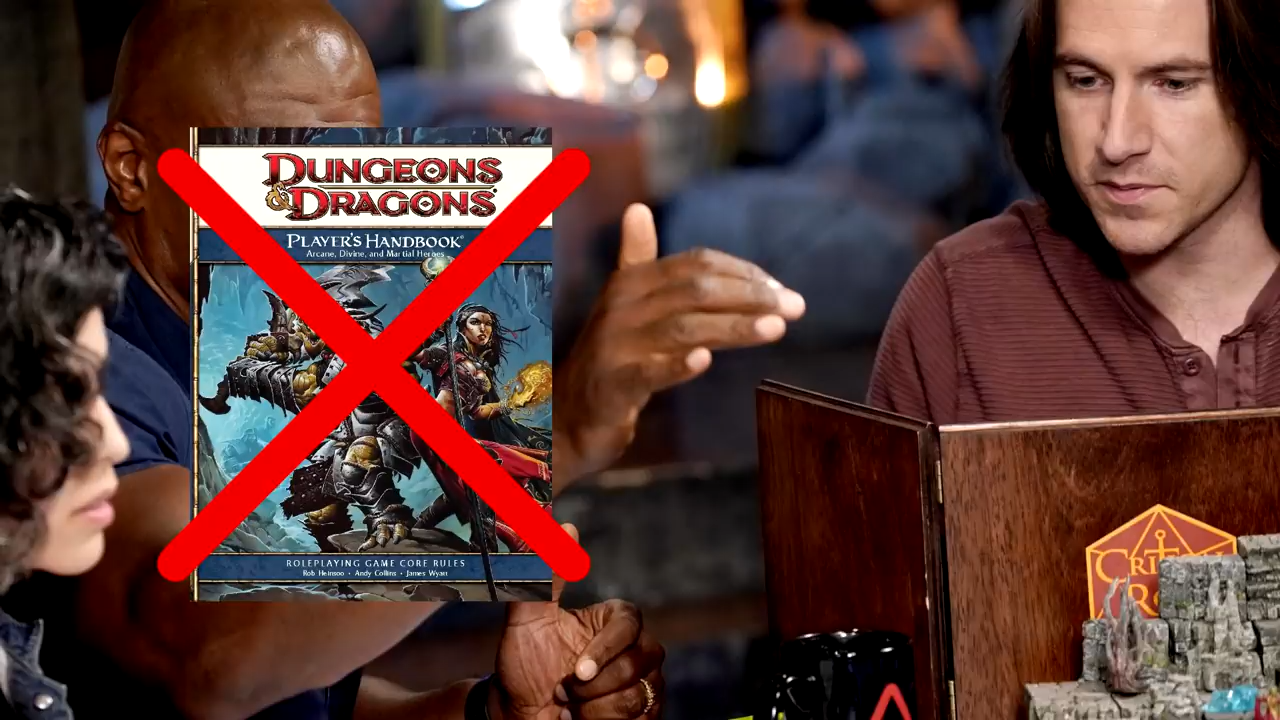 DUNGEONS
& DRAGONS
PLAYER'S HANDBOOK
Arcane, Divine, and Martial Heroes
ROLEPLAYING GAME CORE RULES
Rob Heinsoo • Andy Collins • James Wyatt